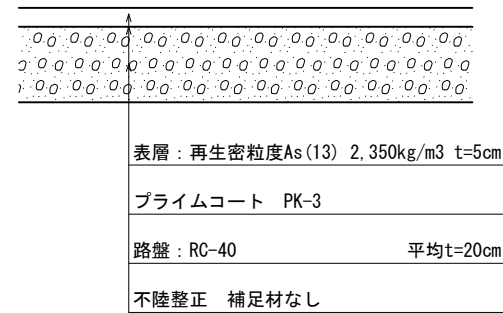 表層：再生密粒度As(13) 2,350kg/m3 t=5cm
プライムコート PK-3
路盤：RC-40 平均t=20cm
不陸整正 補足材なし